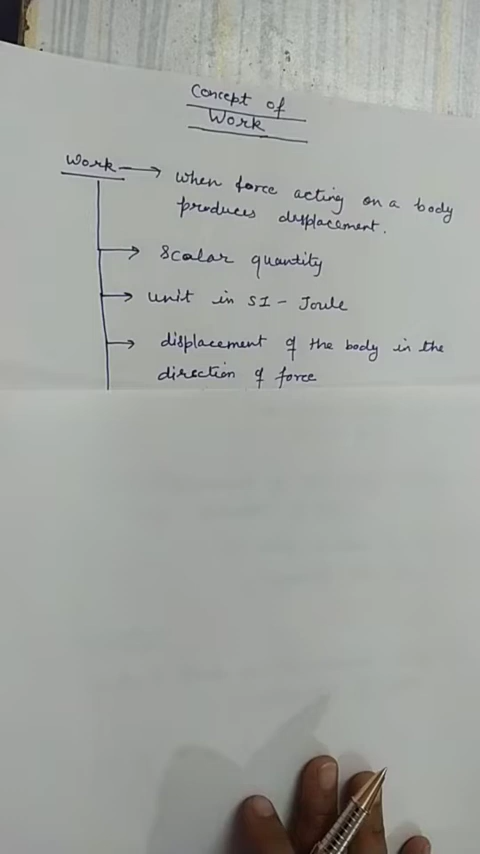 Concept of
Work
Work → when force acting on a body
produces displacement.
→ scalar quantity
→ unit in SI - Joule
→ displacement of the body in the
direction of force